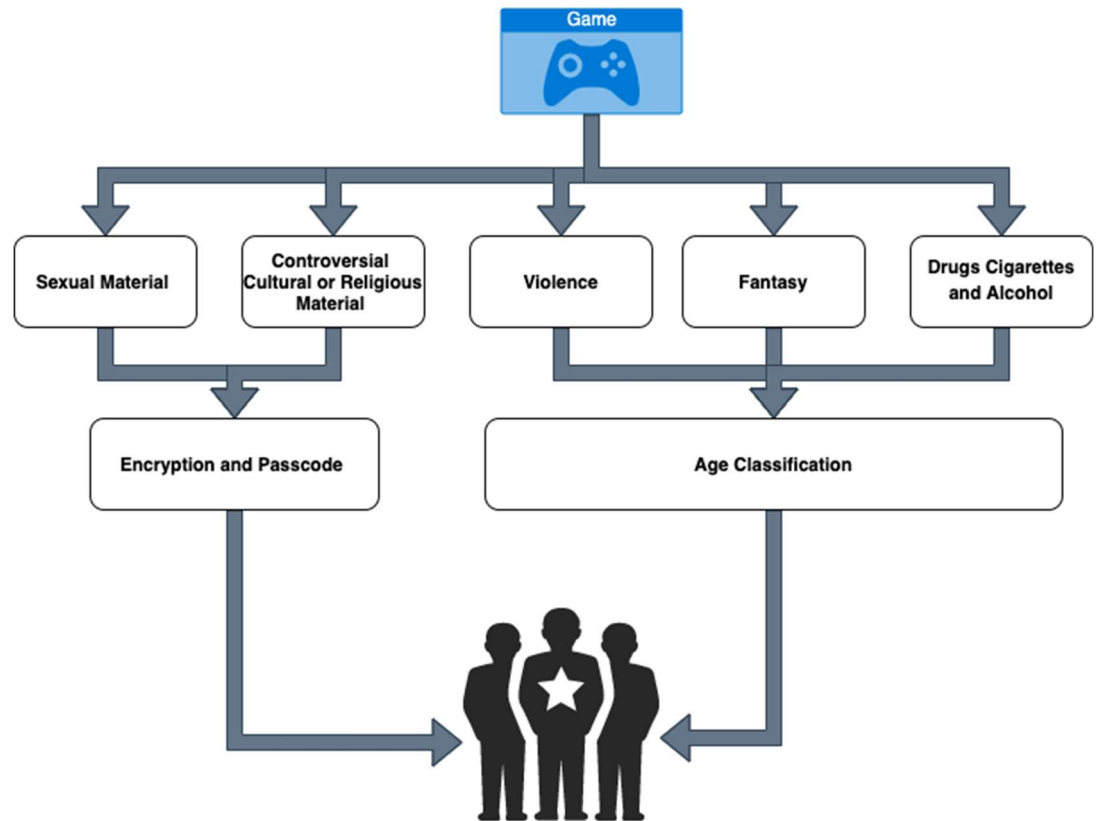 Game
Sexual Material
Controversial
Cultural or Religious
Material
Violence
Fantasy
Drugs Cigarettes
and Alcohol
Encryption and Passcode
Age Classification